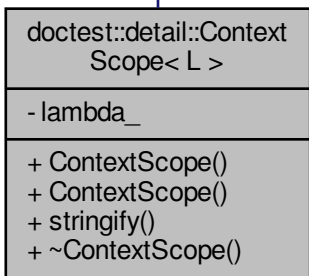 doctest::detail::Context
Scope< L >
- lambda_
+ ContextScope()
+ ContextScope()
+ stringify()
+ ~ContextScope()